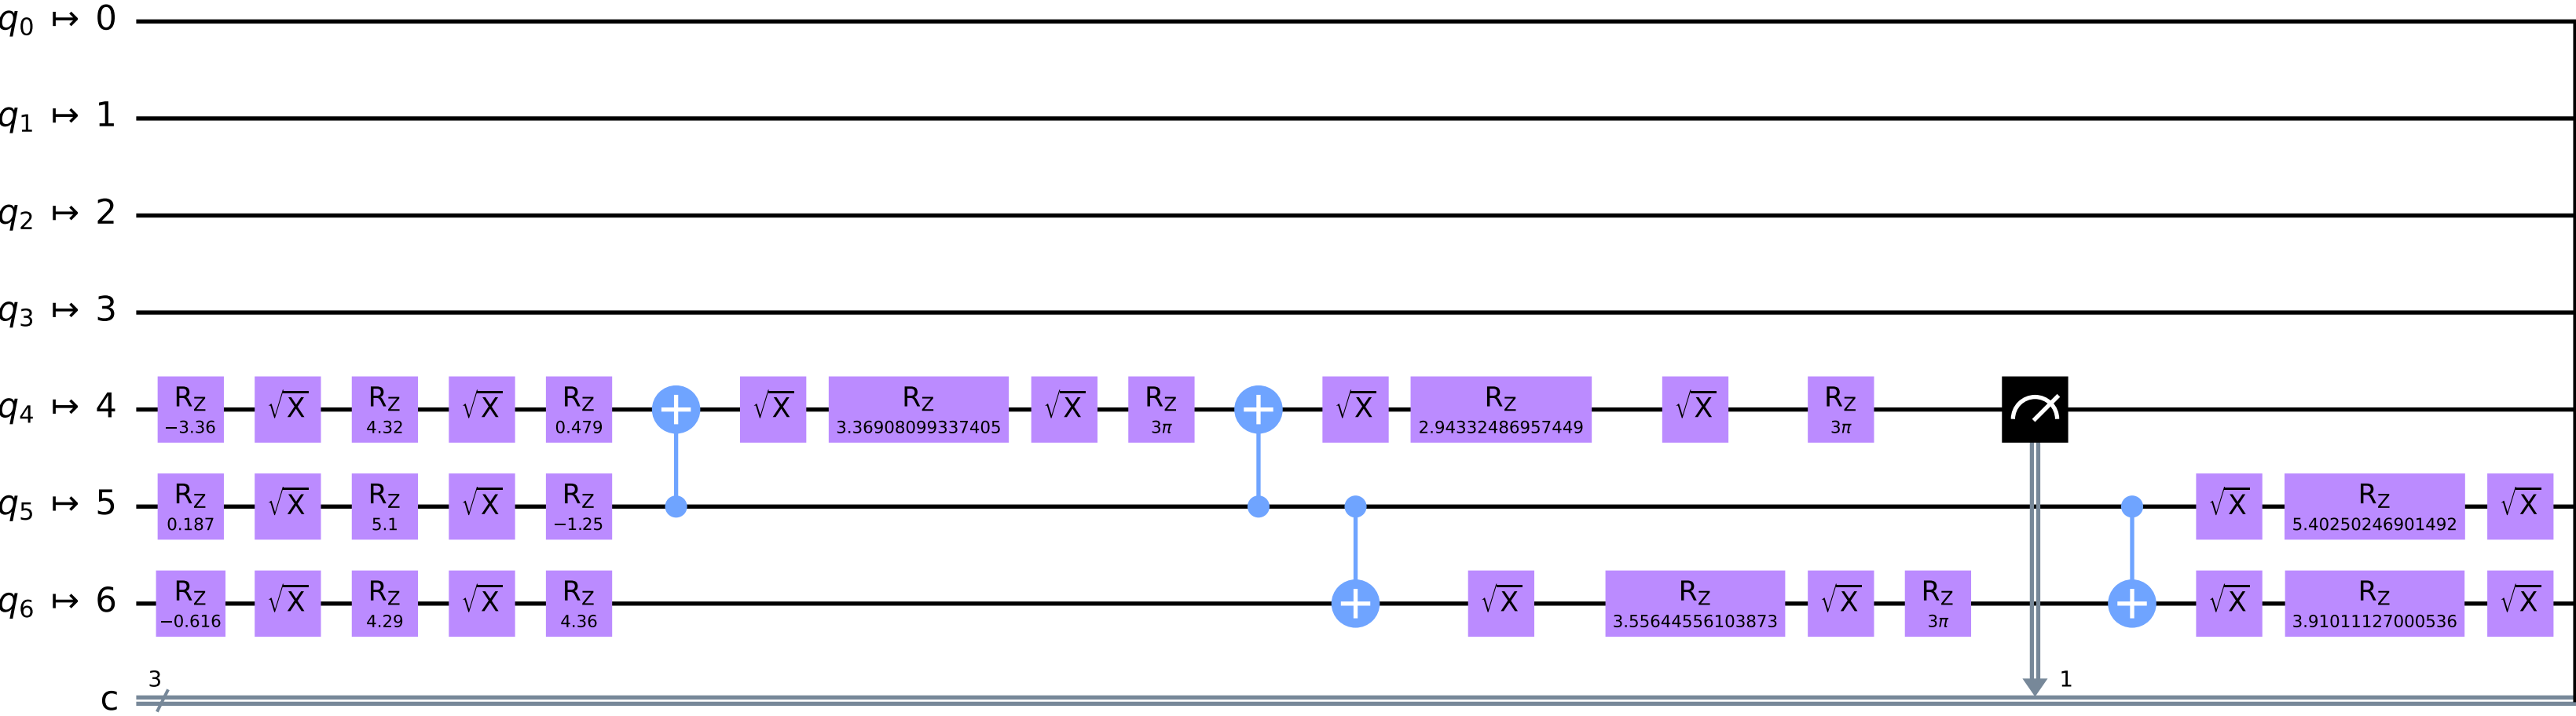 q0 ↦ 0
q1 ↦ 1
q2 ↦ 2
q3 ↦ 3
q4 ↦ 4 RZ −3.36 √X RZ 4.32 √X RZ 0.479 √X RZ 3.36908099337405 √X RZ 3π √X RZ 2.94332486957449 √X RZ 3π
q5 ↦ 5 RZ 0.187 √X RZ 5.1 √X RZ −1.25 √X RZ 5.40250246901492 √X
q6 ↦ 6 RZ −0.616 √X RZ 4.29 √X RZ 4.36 √X RZ 3.55644556103873 √X RZ 3π √X RZ 3.91011127000536 √X
c 3 1